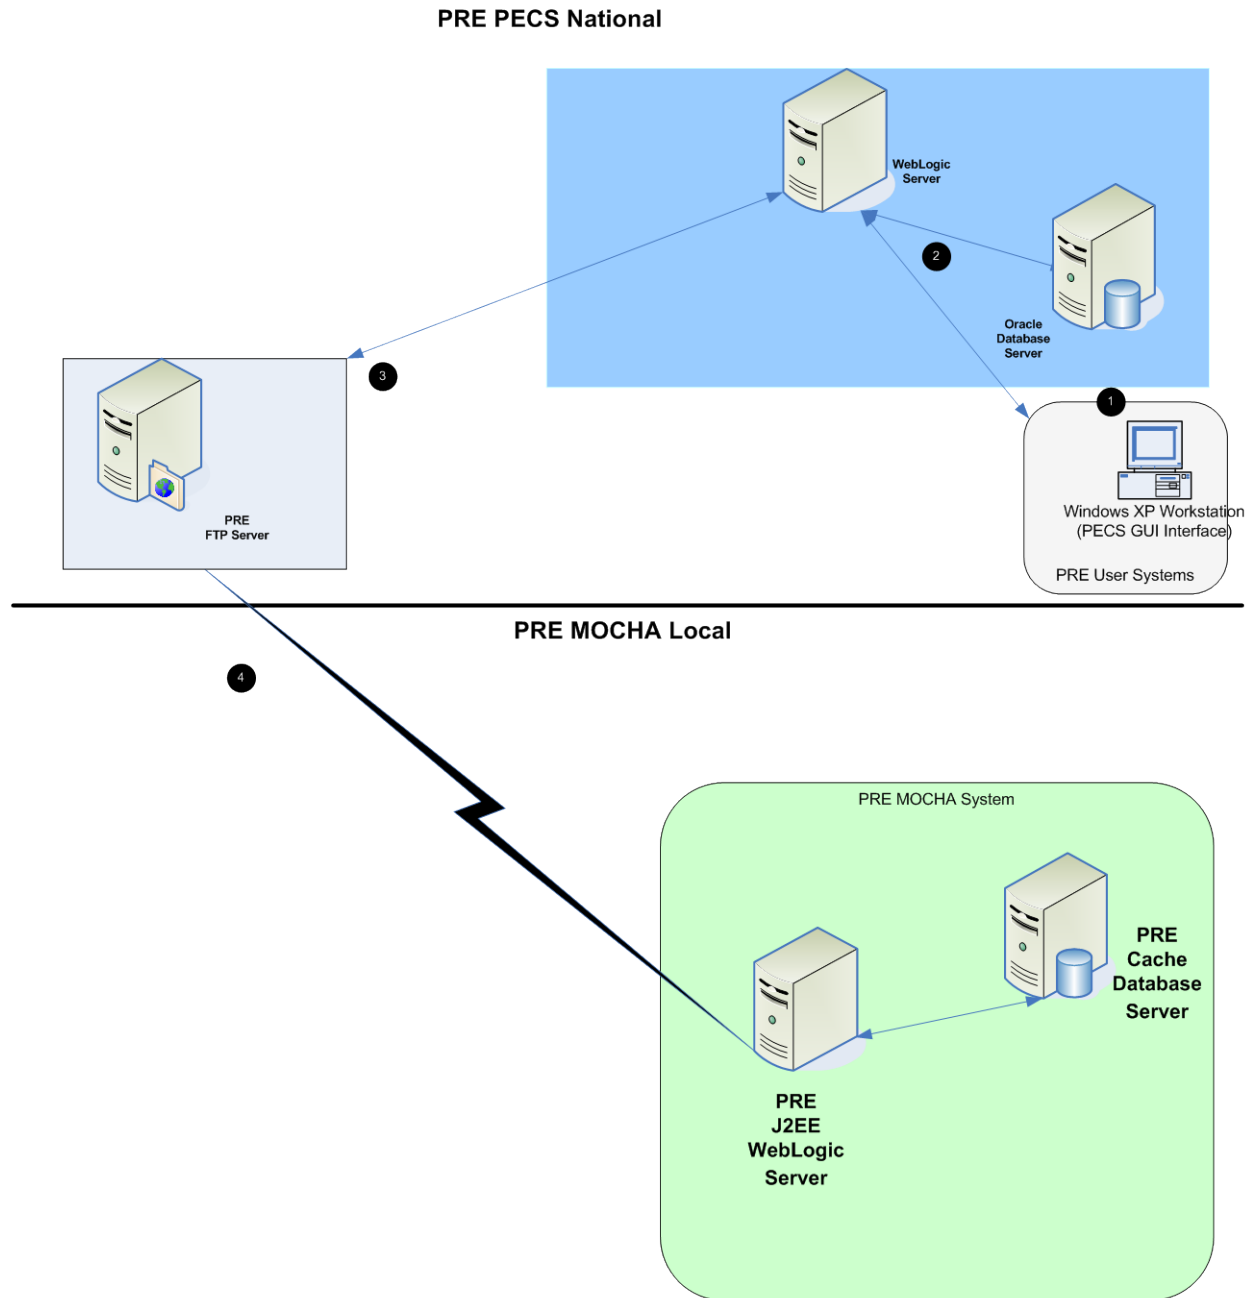 PRE PECS National
WebLogic
Server
2
Oracle
Database
Server
3
1
PRE
FTP Server
Windows XP Workstation
(PECS GUI Interface)
PRE User Systems
PRE MOCHA Local
4
PRE MOCHA System
PRE
Cache
Database
Server
PRE
J2EE
WebLogic
Server